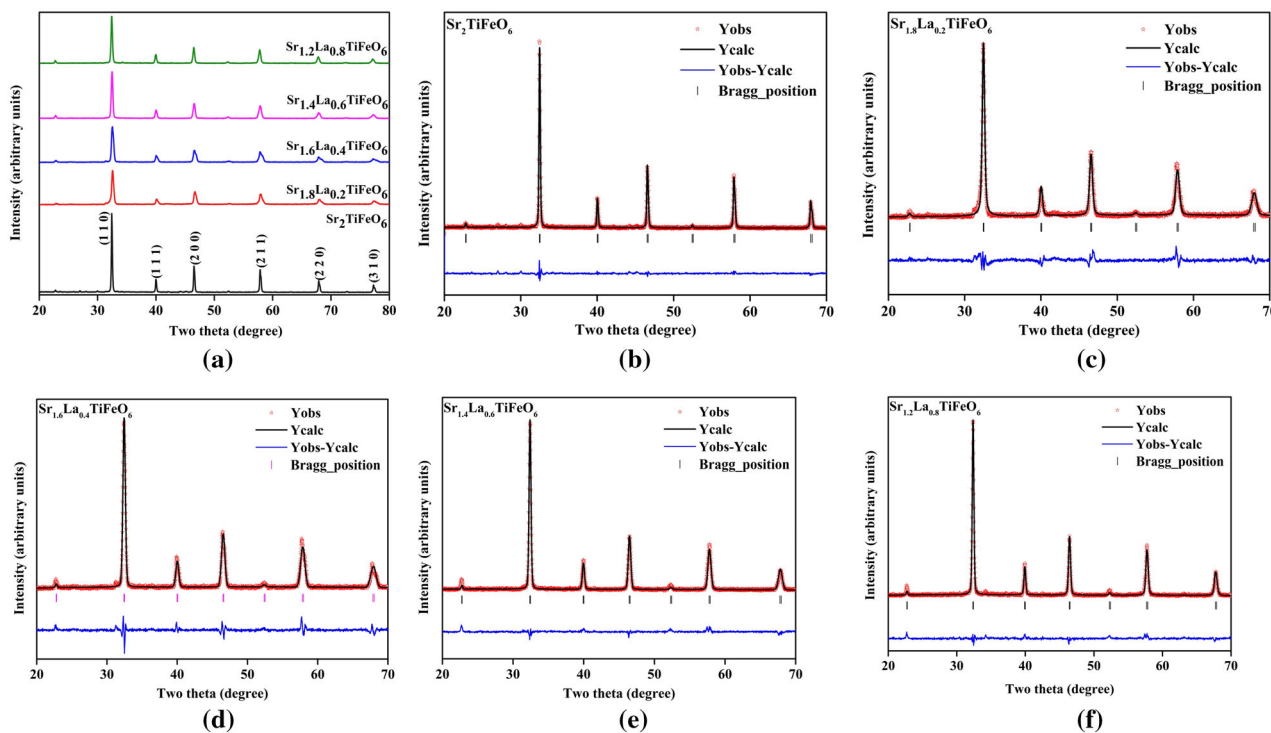 Intensity (arbitrary units)
Sr1.2La0.8TiFeO6
Sr1.4La0.6TiFeO6
Sr1.6La0.4TiFeO6
Sr1.8La0.2TiFeO6
Sr2TiFeO6
(1 1 0)
(1 1 1)
(2 0 0)
(2 1 1)
(2 2 0)
(3 1 0)
20 30 40 50 60 70 80
Two theta (degree)
(a)
Sr2TiFeO6
Yobs
Ycalc
Yobs-Ycalc
Bragg_position
Intensity (arbitrary units)
20 30 40 50 60 70
Two theta (degree)
(b)
Sr1.8La0.2TiFeO6
Yobs
Ycalc
Yobs-Ycalc
Bragg_position
Intensity (arbitrary units)
20 30 40 50 60 70
Two theta (degree)
(c)
Sr1.6La0.4TiFeO6
Yobs
Ycalc
Yobs-Ycalc
Bragg_position
Intensity (arbitrary units)
20 30 40 50 60 70
Two theta (degree)
(d)
Sr1.4La0.6TiFeO6
Yobs
Ycalc
Yobs-Ycalc
Bragg_position
Intensity (arbitrary units)
20 30 40 50 60 70
Two theta (degree)
(e)
Sr1.2La0.8TiFeO6
Yobs
Ycalc
Yobs-Ycalc
Bragg_position
Intensity (arbitrary units)
20 30 40 50 60 70
Two theta (degree)
(f)